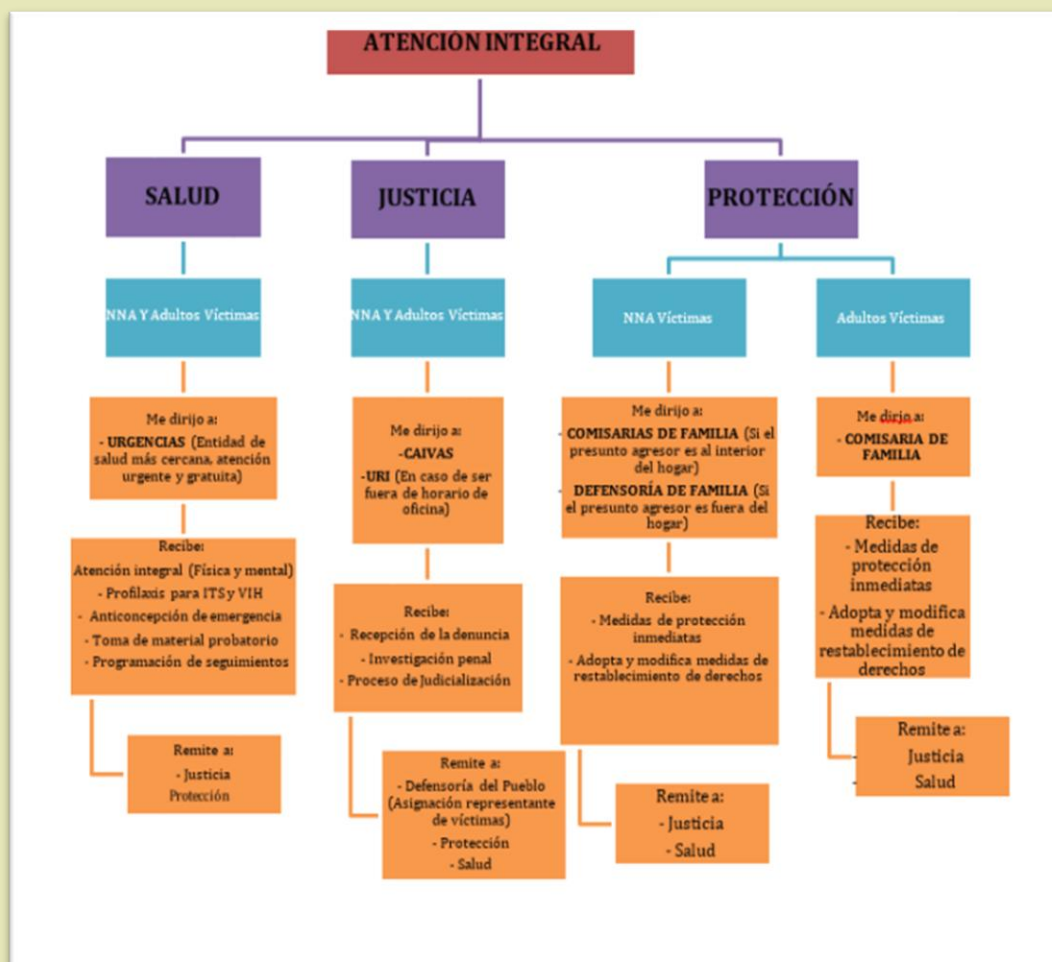 ATENCIÓN INTEGRAL
SALUD
JUSTICIA
PROTECCIÓN
NNA Y Adultos Víctimas
NNA Y Adultos Víctimas
NNA Víctimas
Adultos Víctimas
Me dirijo a:
- URGENCIAS (Entidad de
salud más cercana, atención
urgente y gratuita)
Recibe:
Atención integral (Física y mental)
- Profilaxis para ITS y VIH
- Anticoncepción de emergencia
- Toma de material probatorio
- Programación de seguimientos
Remite a:
- Justicia
Protección
Me dirijo a:
-CAIVAS
-URI (En caso de ser
fuera de horario de
oficina)
Recibe:
- Recepción de la denuncia
- Investigación penal
- Proceso de Judicialización
Remite a:
- Defensoría del Pueblo
(Asignación representante
de víctimas)
- Protección
- Salud
Me dirijo a:
- COMISARIAS DE FAMILIA (Si el
presunto agresor es al interior
del hogar)
- DEFENSORÍA DE FAMILIA (Si
el presunto agresor es fuera del
hogar)
Recibe:
- Medidas de protección
inmediatas
- Adopta y modifica medidas de
restablecimiento de derechos
Remite a:
- Justicia
- Salud
Me dirjo a:
- COMISARIA DE
FAMILIA
Recibe:
- Medidas de
protección
inmediatas
- Adopta y modifica
medidas de
restablecimiento de
derechos
Remite a:
- Justicia
- Salud